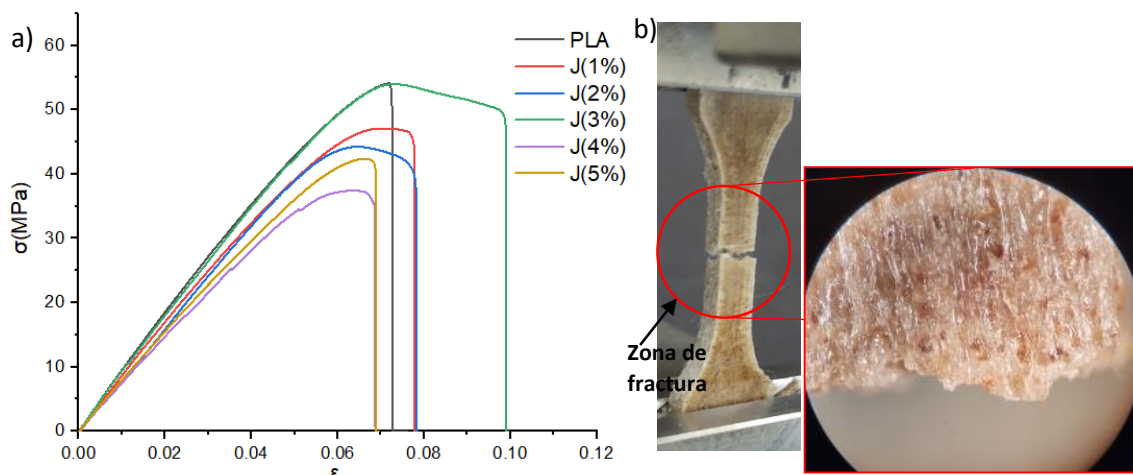 a)
60
50
40
30
20
10
0
σ(MPa)
0.00
0.02
0.04
0.06
0.08
0.10
0.12
ε
PLA
J(1%)
J(2%)
J(3%)
J(4%)
J(5%)
b)
Zona de
fractura